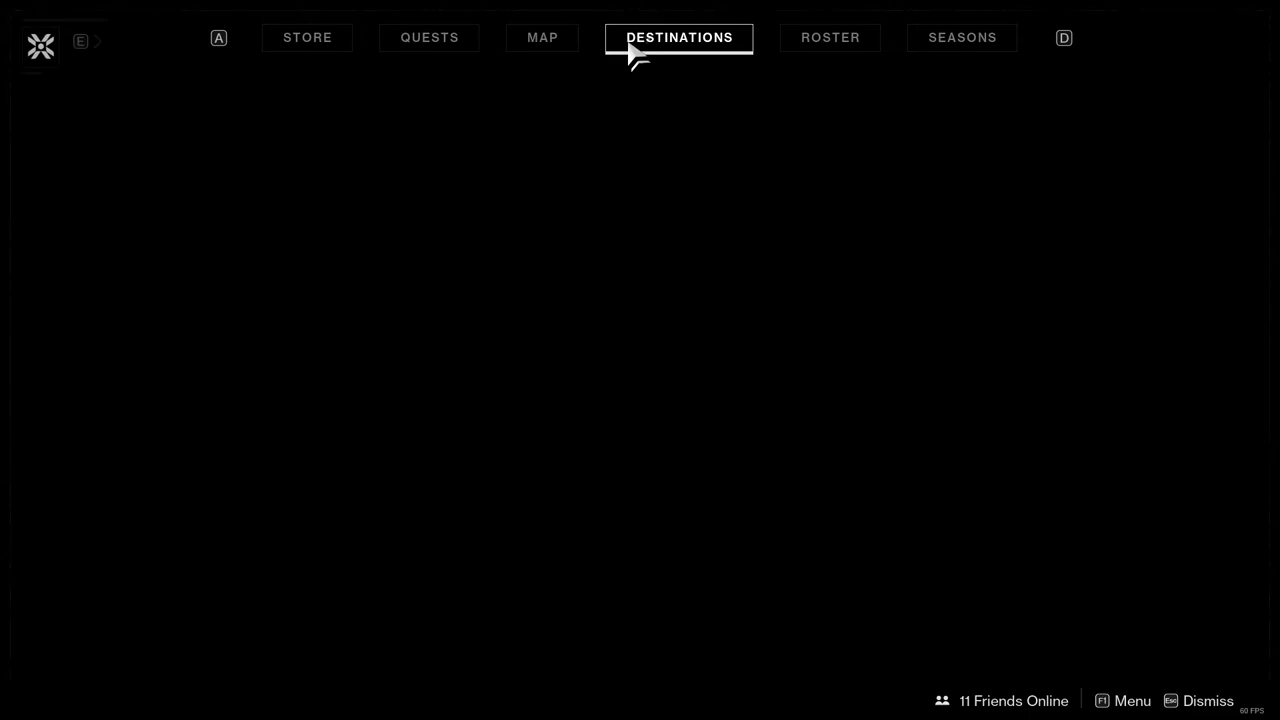 E
A
STORE
QUESTS
MAP
DESTINATIONS
ROSTER
SEASONS
D
11 Friends Online
F1 Menu
Esc Dismiss
60 FPS